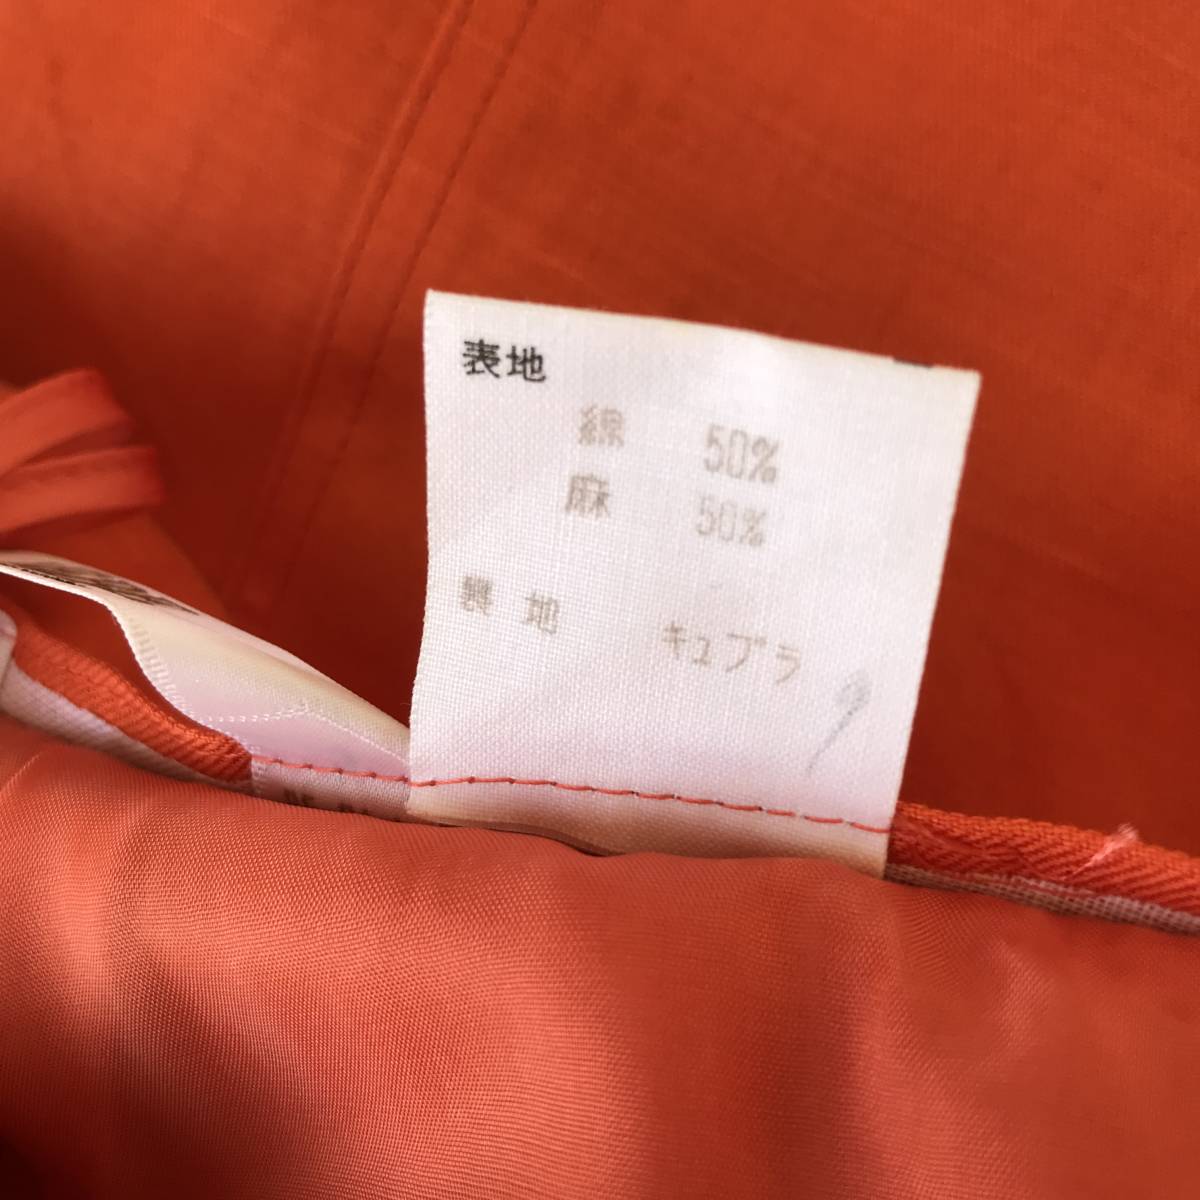 表地
綿 50%
麻 50%
裏地 キュプラ
9